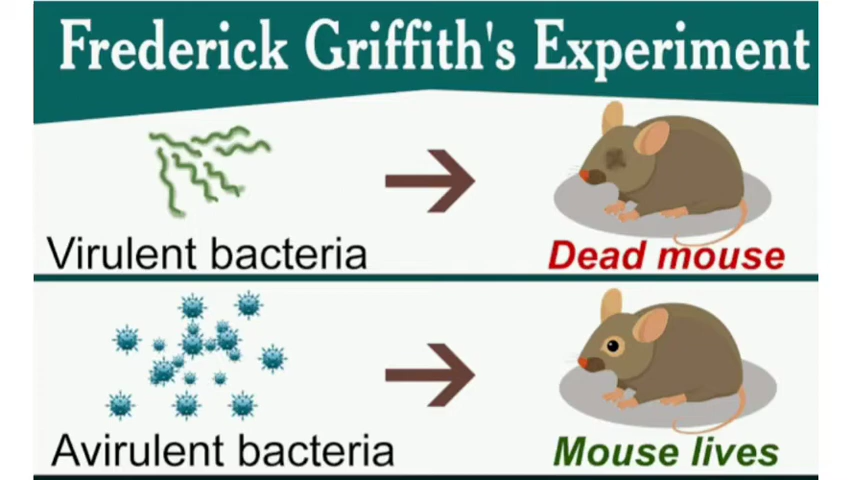 Frederick Griffith's Experiment
Virulent bacteria
Dead mouse
Avirulent bacteria
Mouse lives